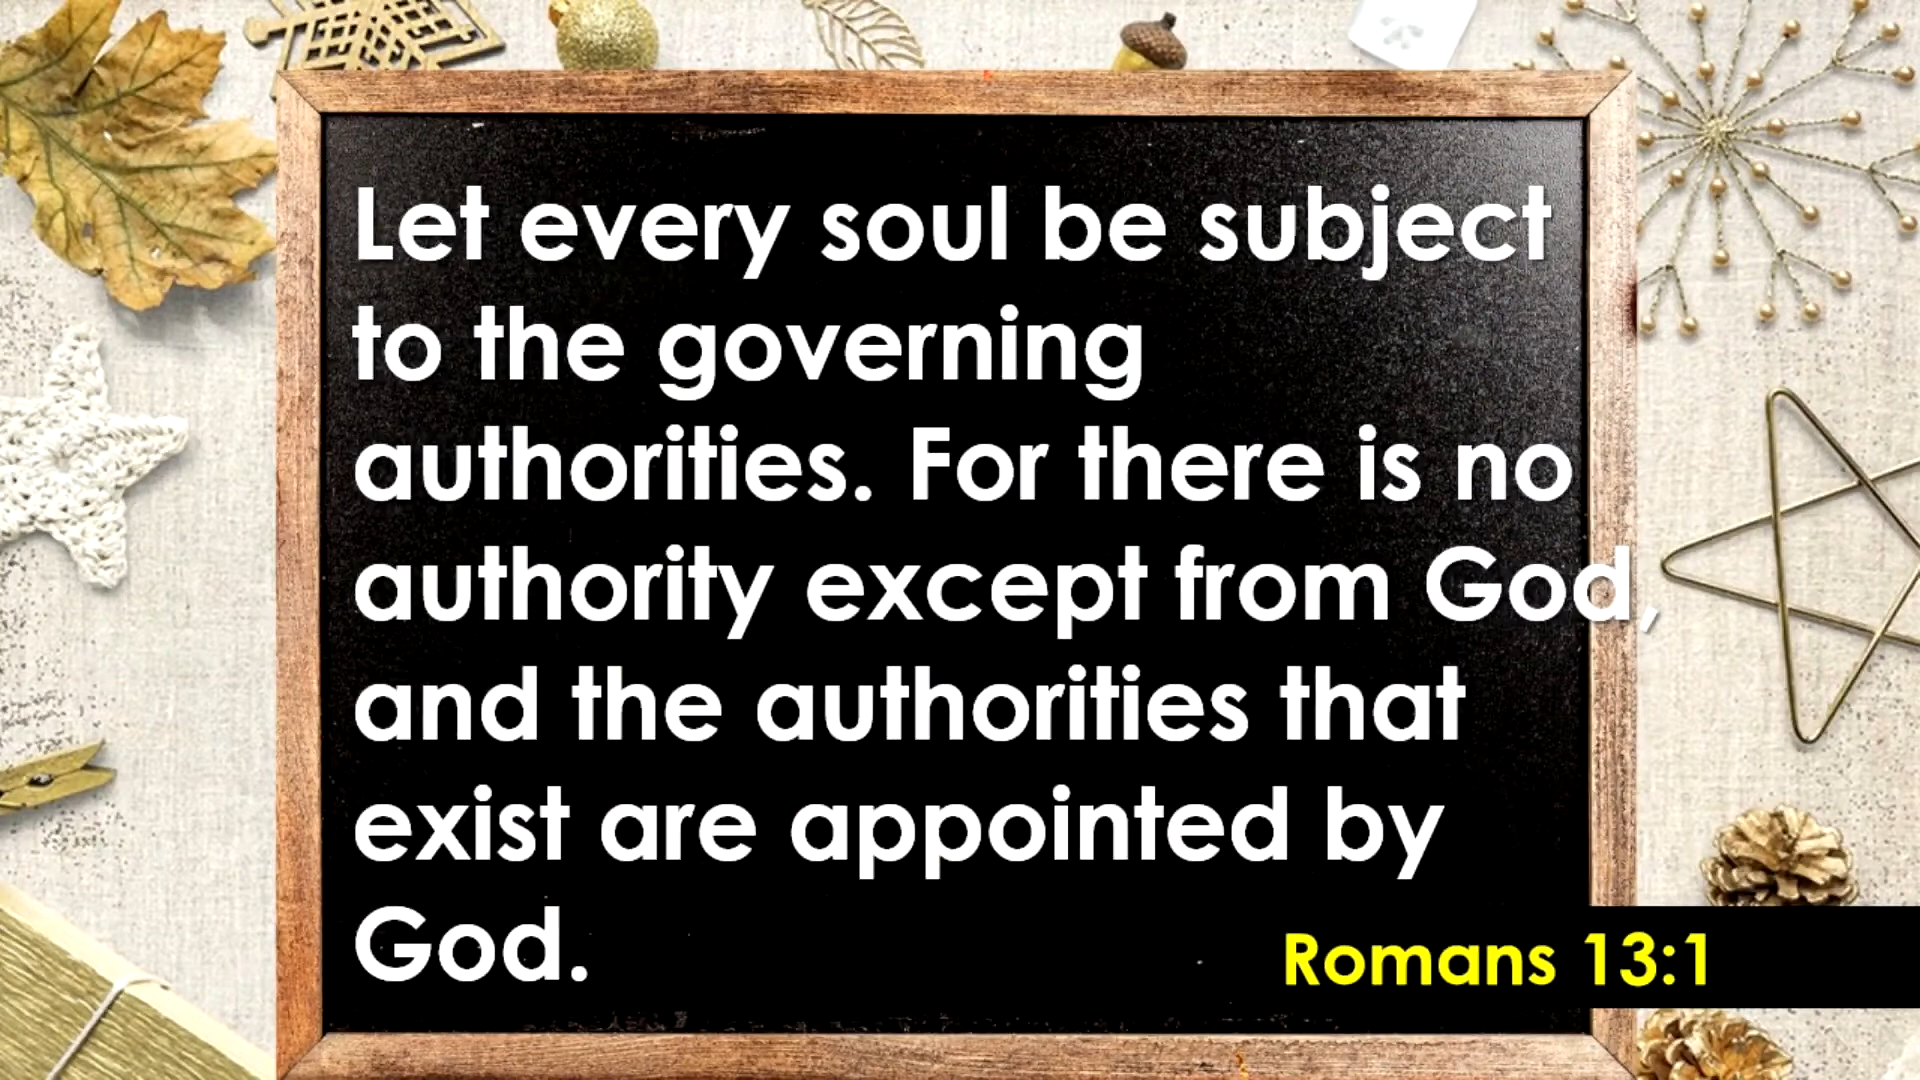 Let every soul be subject
to the governing
authorities. For there is no
authority except from God,
and the authorities that
exist are appointed by
God.
Romans 13:1